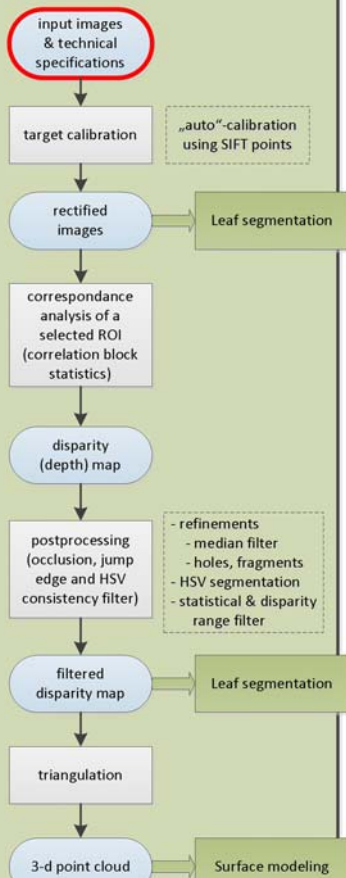 input images
& technical
specifications
target calibration
„auto“-calibration
using SIFT points
rectified
images
Leaf segmentation
correspondance
analysis of a
selected ROI
(correlation block
statistics)
disparity
(depth) map
postprocessing
(occlusion, jump
edge and HSV
consistency filter)
- refinements
- median filter
- holes, fragments
- HSV segmentation
- statistical & disparity
range filter
filtered
disparity map
Leaf segmentation
triangulation
3-d point cloud
Surface modeling